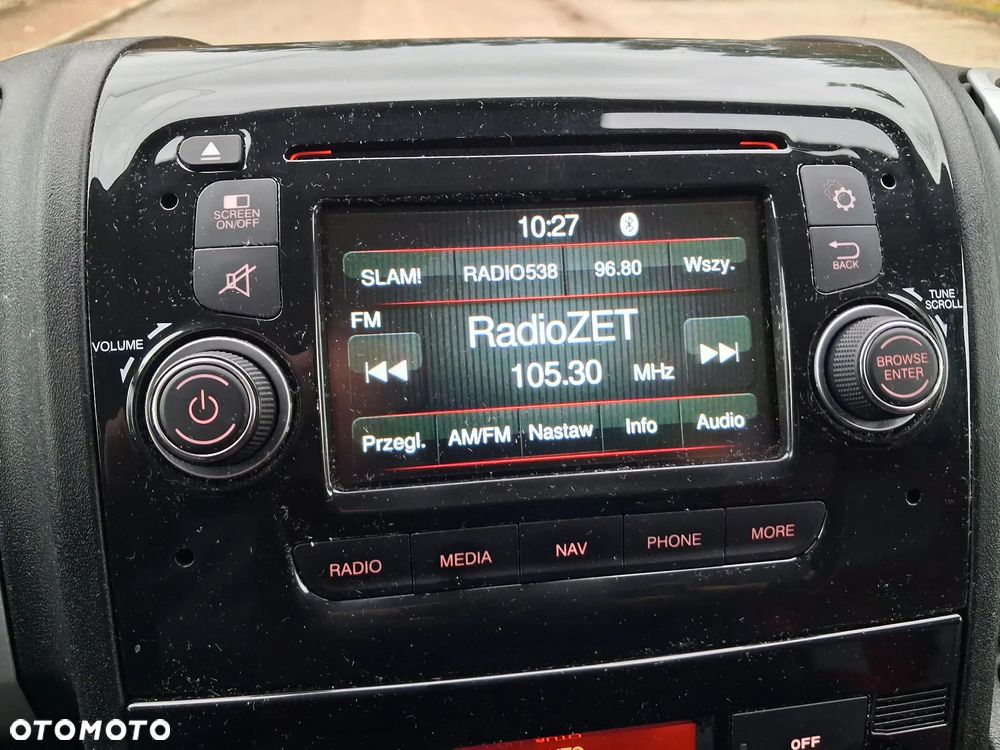 SCREEN
ON/OFF
10:27
SLAM!
RADIO538
96.80
Wszy.
BACK
TUNE
SCROLL
VOLUME
FM
RadioZET
105.30 MHz
BROWSE
ENTER
Przegl.
AM/FM
Nastaw
Info
Audio
RADIO
MEDIA
NAV
PHONE
MORE
OFF
OTOMOTO